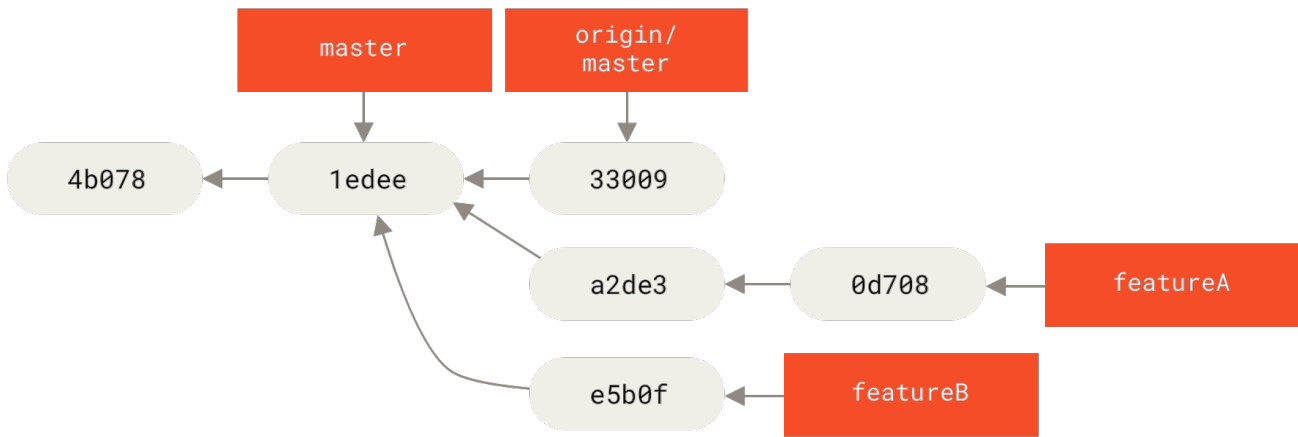 master
origin/
master
4b078
1edee
33009
a2de3
0d708
featureA
e5b0f
featureB